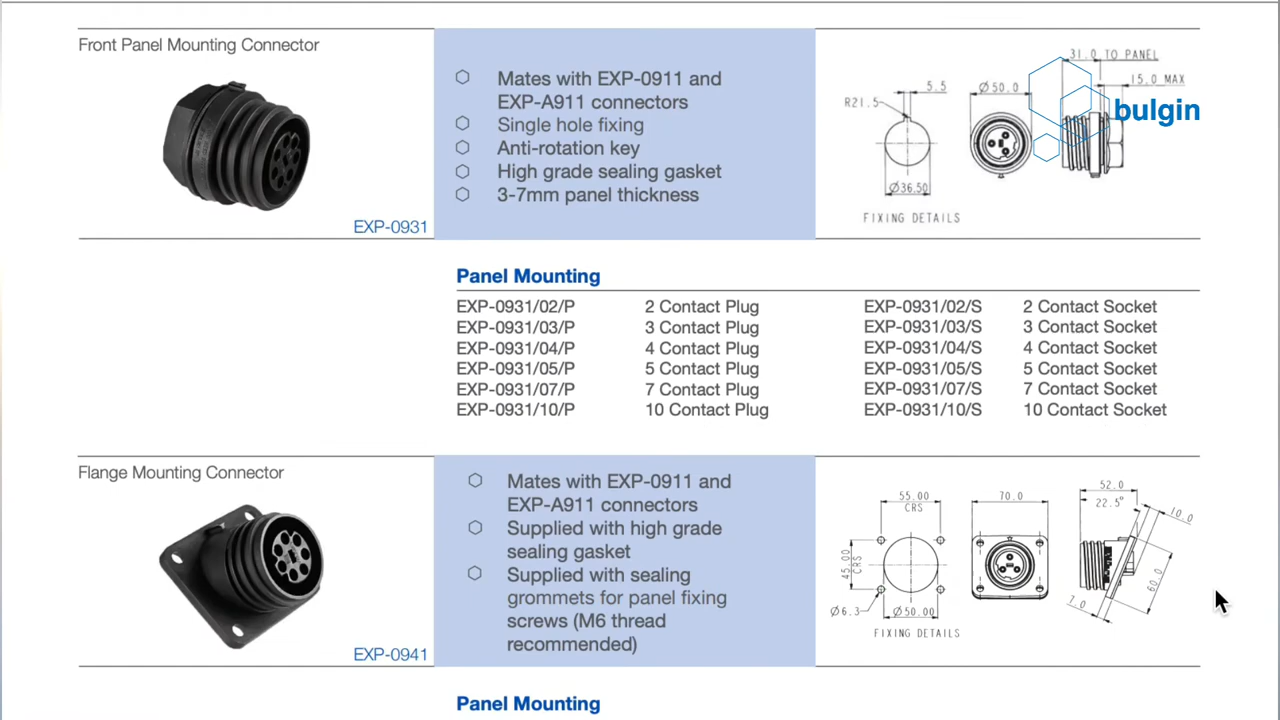 Front Panel Mounting Connector
Mates with EXP-0911 and
EXP-A911 connectors
Single hole fixing
Anti-rotation key
High grade sealing gasket
3-7mm panel thickness
EXP-0931
R21.5
5.5
Ø36.50
FIXING DETAILS
Ø50.0
31.0 TO PANEL
15.0 MAX
bulgin
Panel Mounting
EXP-0931/02/P 2 Contact Plug EXP-0931/02/S 2 Contact Socket
EXP-0931/03/P 3 Contact Plug EXP-0931/03/S 3 Contact Socket
EXP-0931/04/P 4 Contact Plug EXP-0931/04/S 4 Contact Socket
EXP-0931/05/P 5 Contact Plug EXP-0931/05/S 5 Contact Socket
EXP-0931/07/P 7 Contact Plug EXP-0931/07/S 7 Contact Socket
EXP-0931/10/P 10 Contact Plug EXP-0931/10/S 10 Contact Socket
Flange Mounting Connector
Mates with EXP-0911 and
EXP-A911 connectors
Supplied with high grade
sealing gasket
Supplied with sealing
grommets for panel fixing
screws (M6 thread
recommended)
EXP-0941
55.00
CRS
45.00
CRS
Ø6.3
Ø50.00
FIXING DETAILS
70.0
52.0
22.5°
10.0
60.0
7.0
Panel Mounting